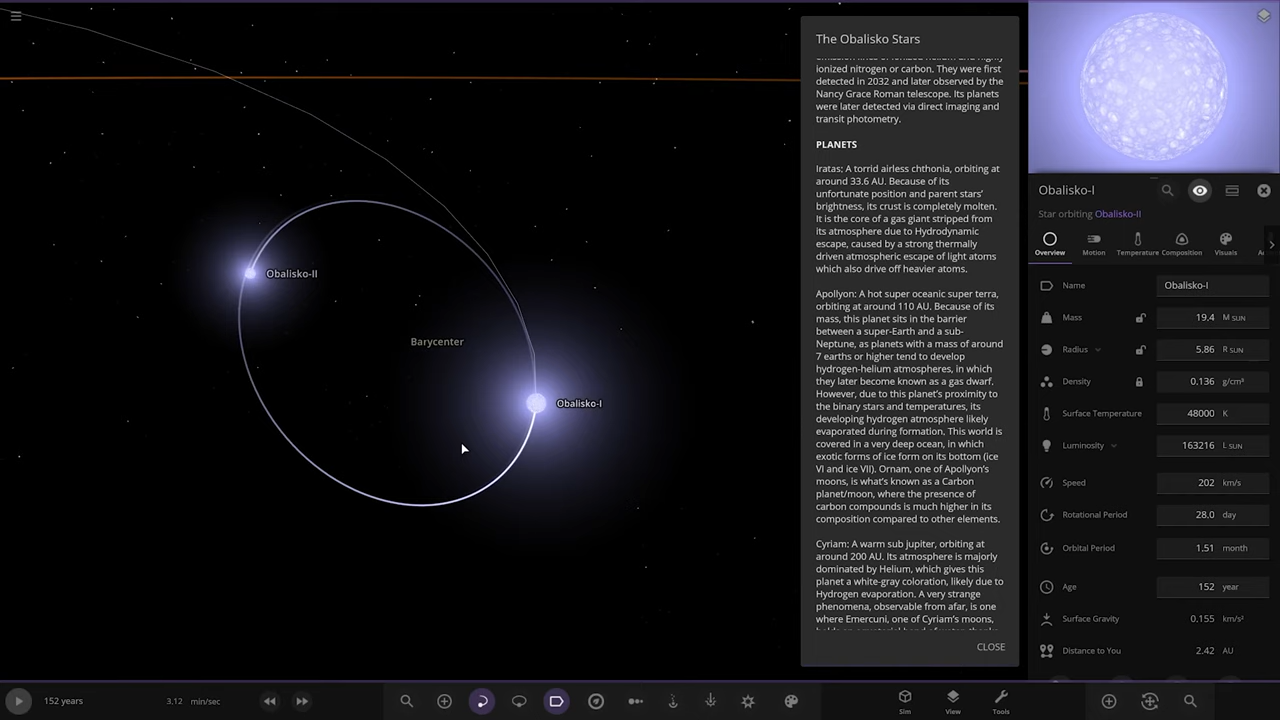 Obalisko-II
Barycenter
Obalisko-I
The Obalisko Stars
emission lines of ionized helium and highly
ionized nitrogen or carbon. They were first
detected in 2032 and later observed by the
Nancy Grace Roman telescope. Its planets
were later detected via direct imaging and
transit photometry.
PLANETS
Iratas: A torrid airless chthonia, orbiting at
around 33.6 AU. Because of its
unfortunate position and parent stars'
brightness, its crust is completely molten.
It is the core of a gas giant stripped from
its atmosphere due to Hydrodynamic
escape, caused by a strong thermally
driven atmospheric escape of light atoms
which also drive off heavier atoms.
Apollyon: A hot super oceanic super terra,
orbiting at around 110 AU. Because of its
mass, this planet sits in the barrier
between a super-Earth and a sub-
Neptune, as planets with a mass of around
7 earths or higher tend to develop
hydrogen-helium atmospheres, in which
they later become known as a gas dwarf.
However, due to this planet's proximity to
the binary stars and temperatures, its
developing hydrogen atmosphere likely
evaporated during formation. This world is
covered in a very deep ocean, in which
exotic forms of ice form on its bottom (ice
VI and ice VII). Ornam, one of Apollyon's
moons, is what's known as a Carbon
planet/moon, where the presence of
carbon compounds is much higher in its
composition compared to other elements.
Cyriam: A warm sub jupiter, orbiting at
around 200 AU. Its atmosphere is majorly
dominated by Helium, which gives this
planet a white-gray coloration, likely due to
Hydrogen evaporation. A very strange
phenomena, observable from afar, is one
where Emercuni, one of Cyriam's moons,
CLOSE
Obalisko-I
Star orbiting Obalisko-II
Overview Motion Temperature Composition Visuals
Name Obalisko-I
Mass 19.4 M SUN
Radius 5.86 R SUN
Density 0.136 g/cm³
Surface Temperature 48000 K
Luminosity 163216 L SUN
Speed 202 km/s
Rotational Period 28.0 day
Orbital Period 1.51 month
Age 152 year
Surface Gravity 0.155 km/s²
Distance to You 2.42 AU
152 years 3.12 min/sec
Sim View Tools